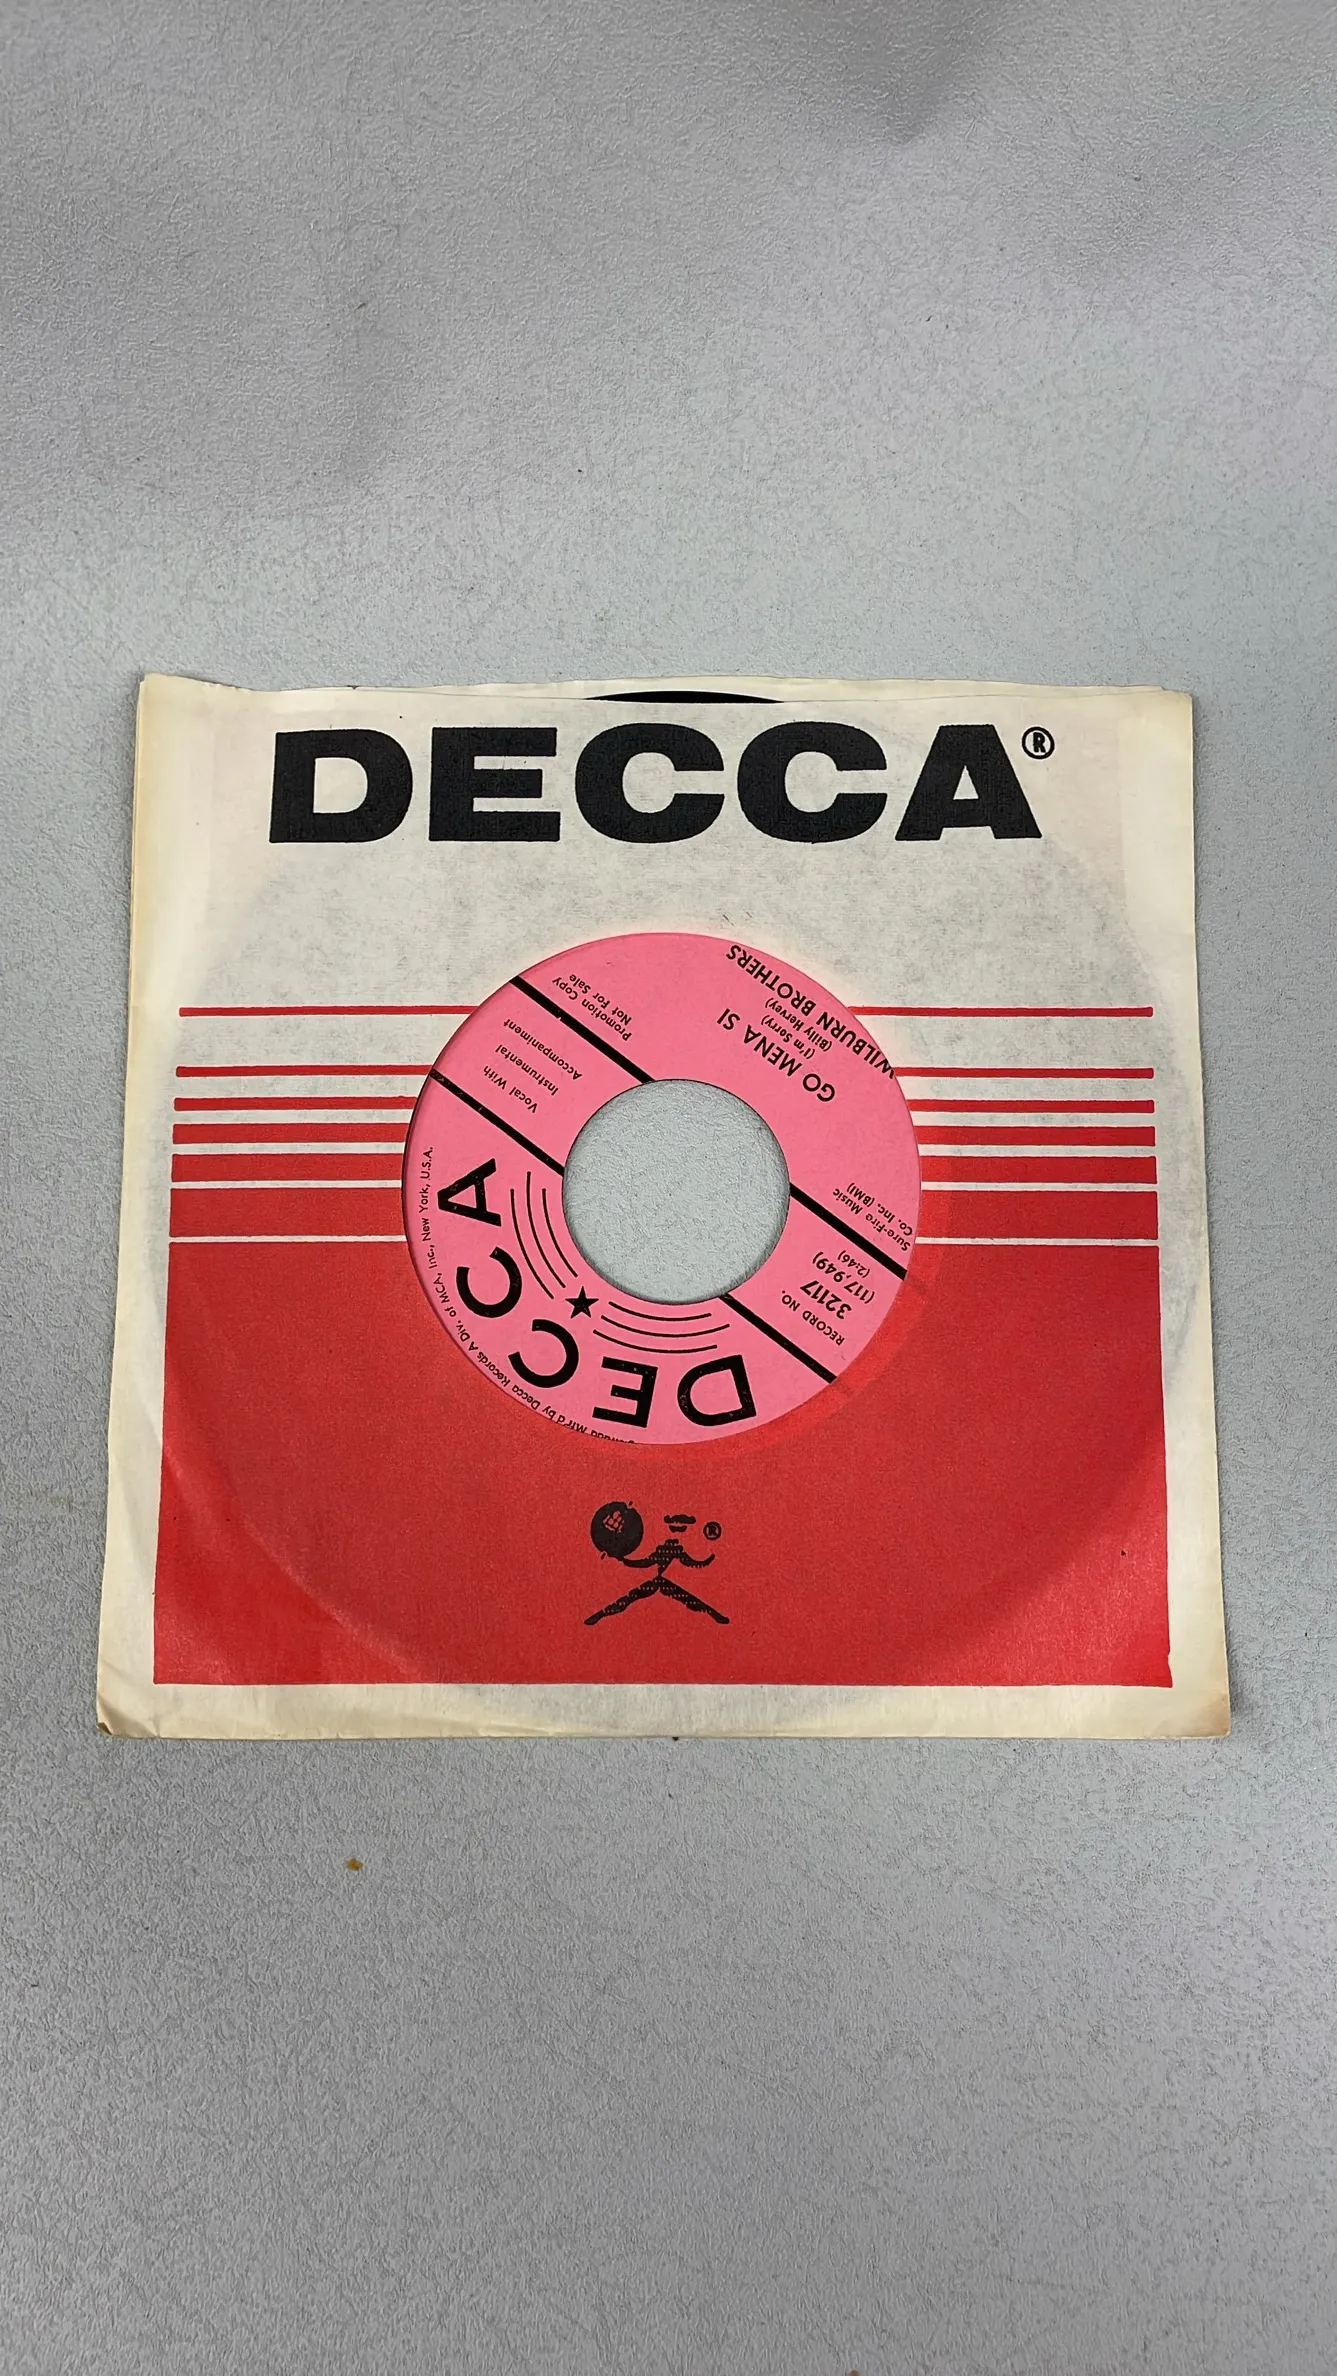 DECCA®
DECCA
★
Mfr'd by Decca Records A Div. of MCA, Inc., New York, U.S.A.
RECORD NO.
32117
(117,949)
(2:46)
Vocal With
Instrumental
Accompaniment
Sure-Fire Music
Co. Inc. (BMI)
Promotion Copy
Not For Sale
GO MENA SI
(I'm Sorry)
(Billy Hervey)
WILBURN BROTHERS
®